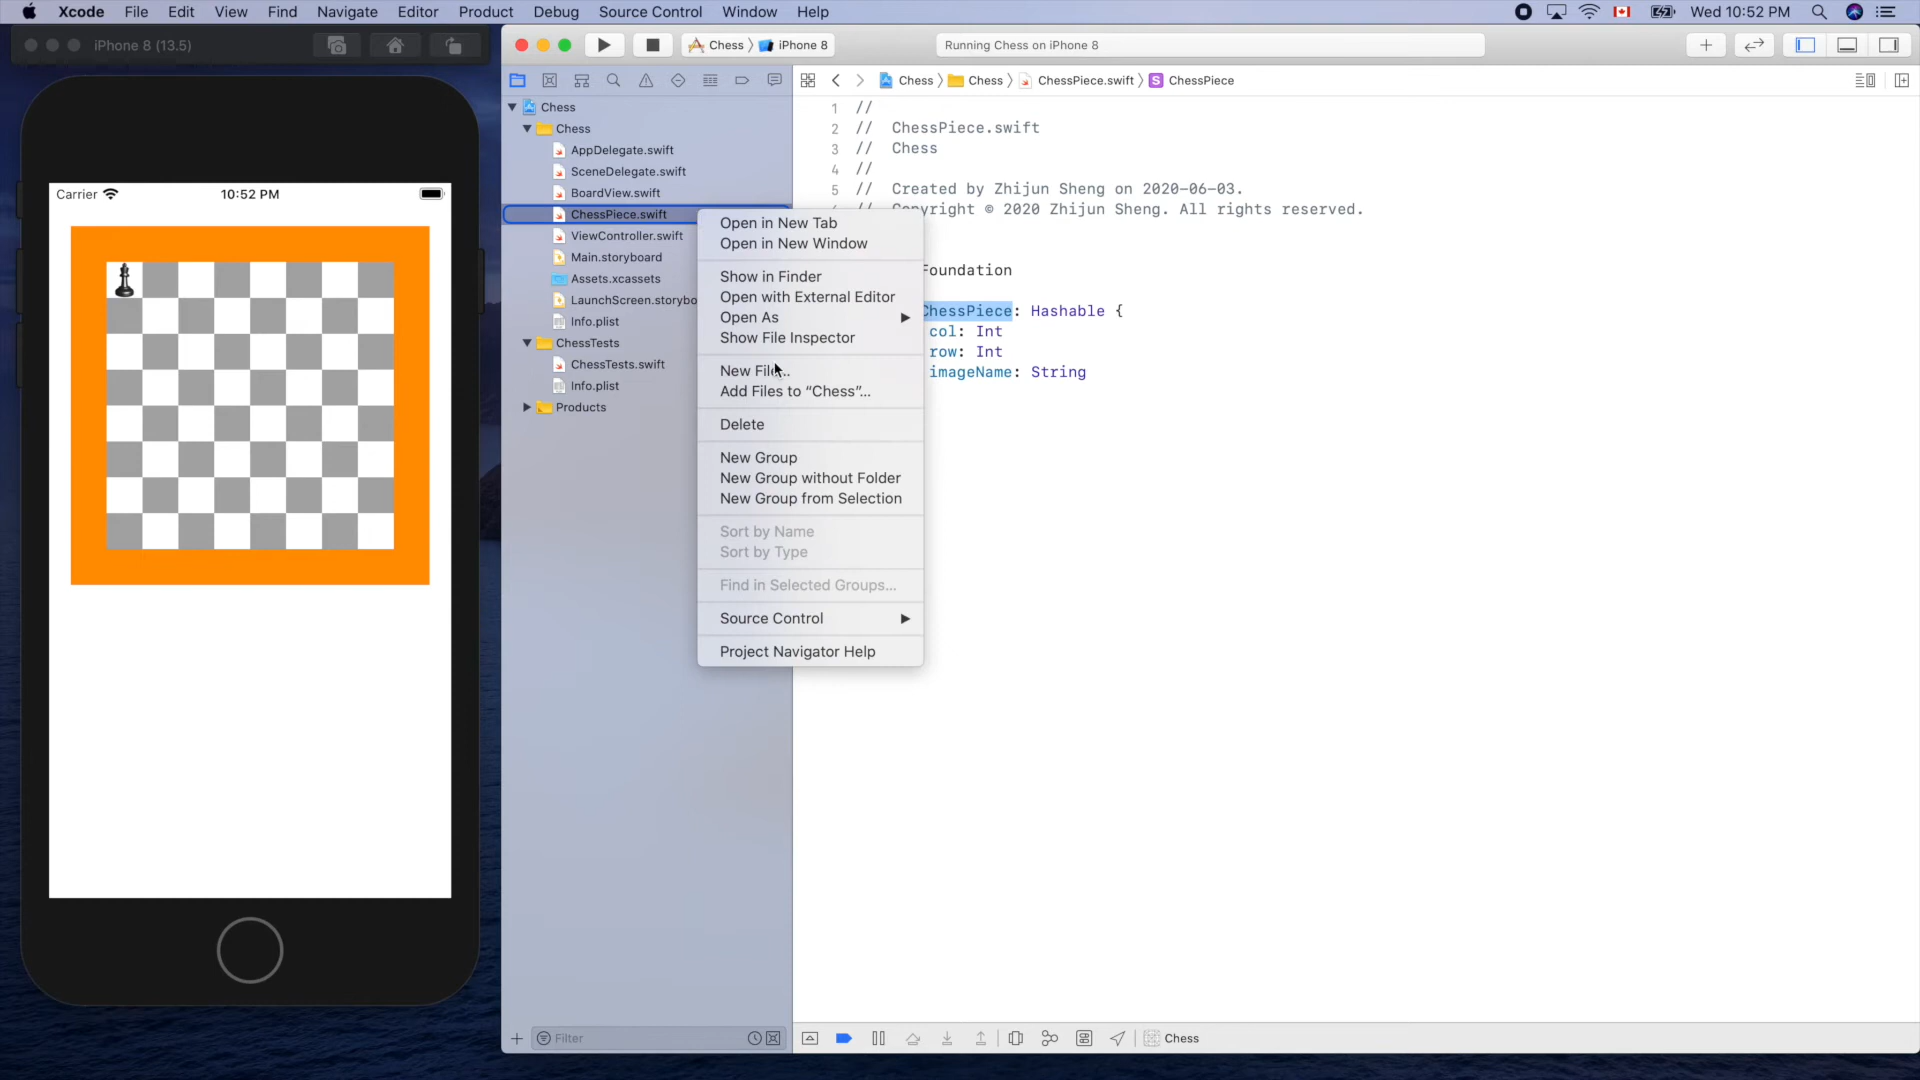 Xcode File Edit View Find Navigate Editor Product Debug Source Control Window Help Wed 10:52 PM
iPhone 8 (13.5)
Carrier 10:52 PM
Chess iPhone 8
Running Chess on iPhone 8
Chess
Chess
AppDelegate.swift
SceneDelegate.swift
BoardView.swift
ChessPiece.swift
ViewController.swift
Main.storyboard
Assets.xcassets
LaunchScreen.storybo
Info.plist
ChessTests
ChessTests.swift
Info.plist
Products
Filter
Open in New Tab
Open in New Window
Show in Finder
Open with External Editor
Open As
Show File Inspector
New File...
Add Files to “Chess”...
Delete
New Group
New Group without Folder
New Group from Selection
Sort by Name
Sort by Type
Find in Selected Groups...
Source Control
Project Navigator Help
Chess Chess ChessPiece.swift ChessPiece
1 //
2 // ChessPiece.swift
3 // Chess
4 //
5 // Created by Zhijun Sheng on 2020-06-03.
© 2020 Zhijun Sheng. All rights reserved.
Foundation
ChessPiece: Hashable {
col: Int
row: Int
imageName: String
Chess